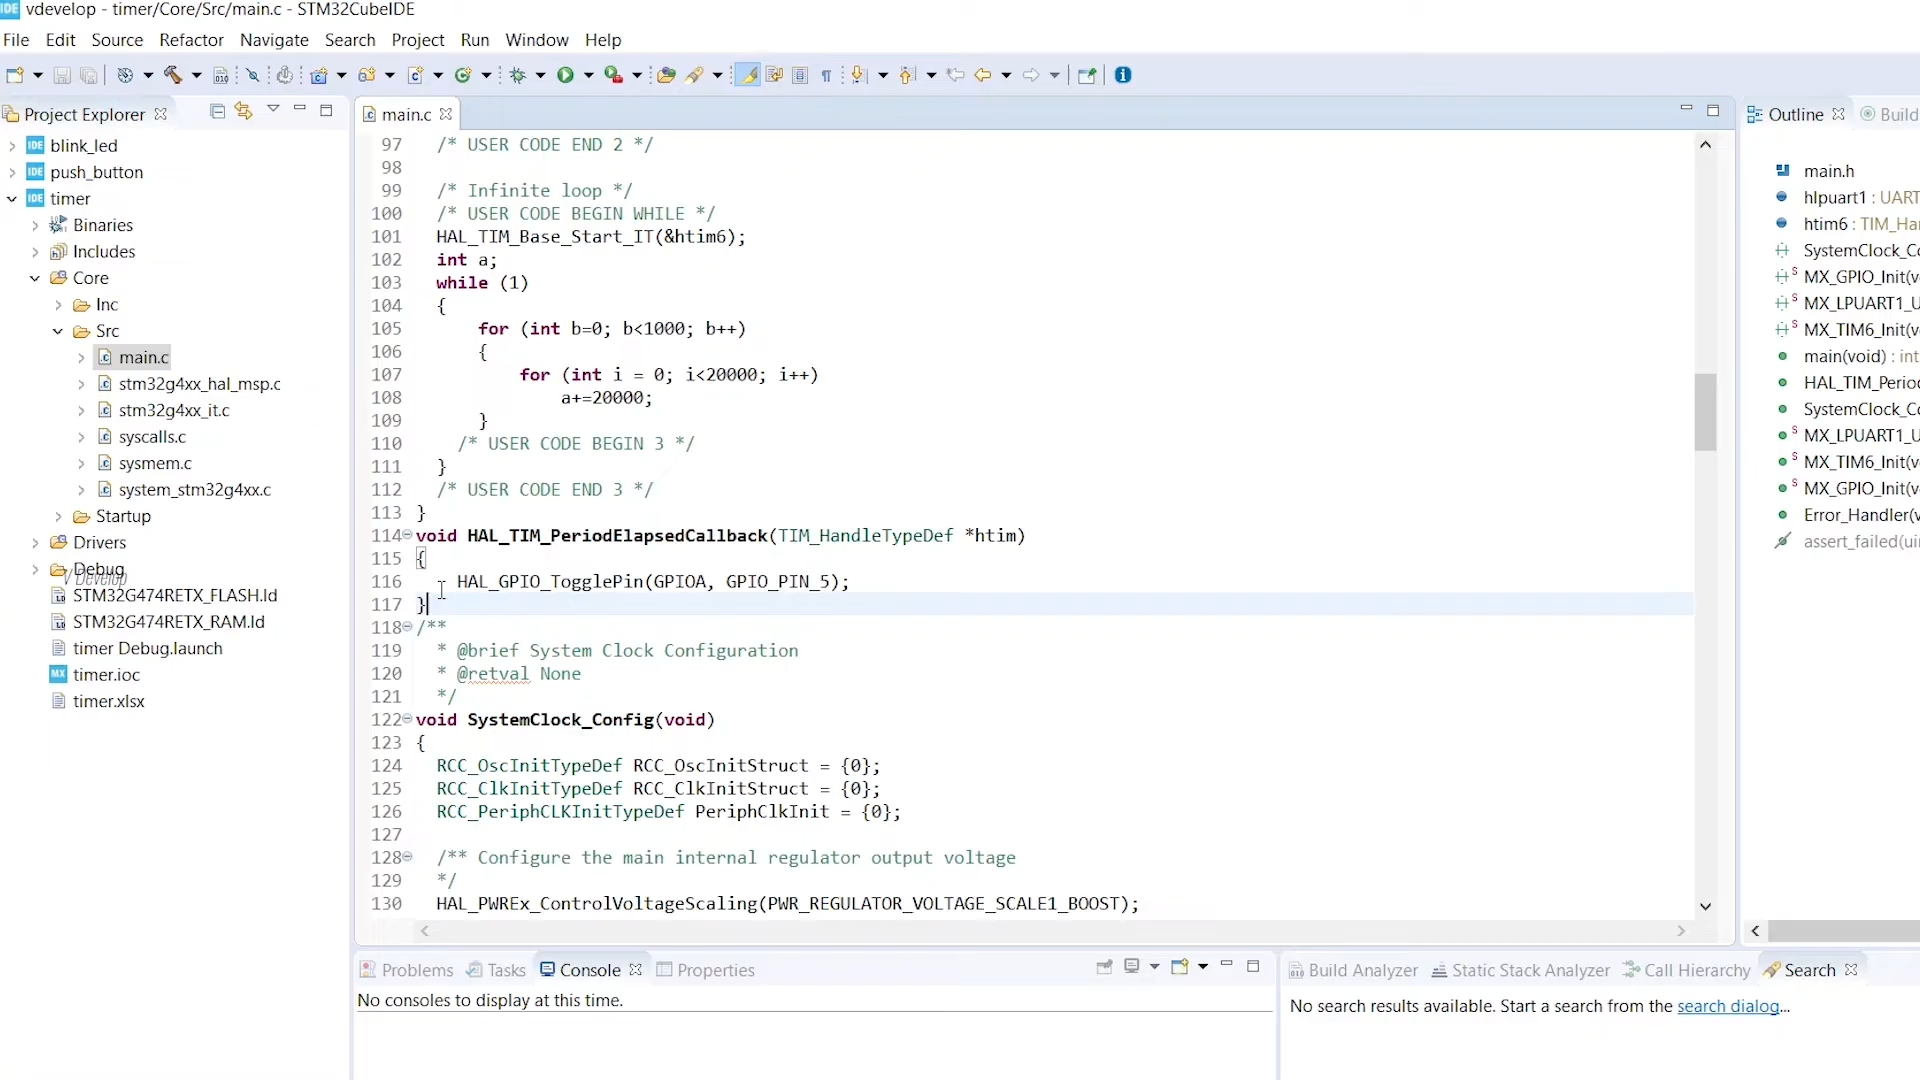 IDE vdevelop - timer/Core/Src/main.c - STM32CubeIDE
File Edit Source Refactor Navigate Search Project Run Window Help
Project Explorer
IDE blink_led
IDE push_button
IDE timer
Binaries
Includes
Core
Inc
Src
main.c
stm32g4xx_hal_msp.c
stm32g4xx_it.c
syscalls.c
sysmem.c
system_stm32g4xx.c
Startup
Drivers
Debug
V Develop
STM32G474RETX_FLASH.ld
STM32G474RETX_RAM.ld
timer Debug.launch
MX timer.ioc
timer.xlsx
main.c
97 /* USER CODE END 2 */
98
99 /* Infinite loop */
100 /* USER CODE BEGIN WHILE */
101 HAL_TIM_Base_Start_IT(&htim6);
102 int a;
103 while (1)
104 {
105 for (int b=0; b<1000; b++)
106 {
107 for (int i = 0; i<20000; i++)
108 a+=20000;
109 }
110 /* USER CODE BEGIN 3 */
111 }
112 /* USER CODE END 3 */
113 }
114 void HAL_TIM_PeriodElapsedCallback(TIM_HandleTypeDef *htim)
115 {
116 HAL_GPIO_TogglePin(GPIOA, GPIO_PIN_5);
117 }
118 /**
119 * @brief System Clock Configuration
120 * @retval None
121 */
122 void SystemClock_Config(void)
123 {
124 RCC_OscInitTypeDef RCC_OscInitStruct = {0};
125 RCC_ClkInitTypeDef RCC_ClkInitStruct = {0};
126 RCC_PeriphCLKInitTypeDef PeriphClkInit = {0};
127
128 /** Configure the main internal regulator output voltage
129 */
130 HAL_PWREx_ControlVoltageScaling(PWR_REGULATOR_VOLTAGE_SCALE1_BOOST);
Outline Build
main.h
hlpuart1 : UART
htim6 : TIM_Ha
SystemClock_Co
S MX_GPIO_Init(v
S MX_LPUART1_U
S MX_TIM6_Init(v
main(void) : int
HAL_TIM_Perio
SystemClock_Co
S MX_LPUART1_U
S MX_TIM6_Init(v
S MX_GPIO_Init(v
Error_Handler(v
assert_failed(ui
Problems Tasks Console Properties
No consoles to display at this time.
Build Analyzer Static Stack Analyzer Call Hierarchy Search
No search results available. Start a search from the search dialog...